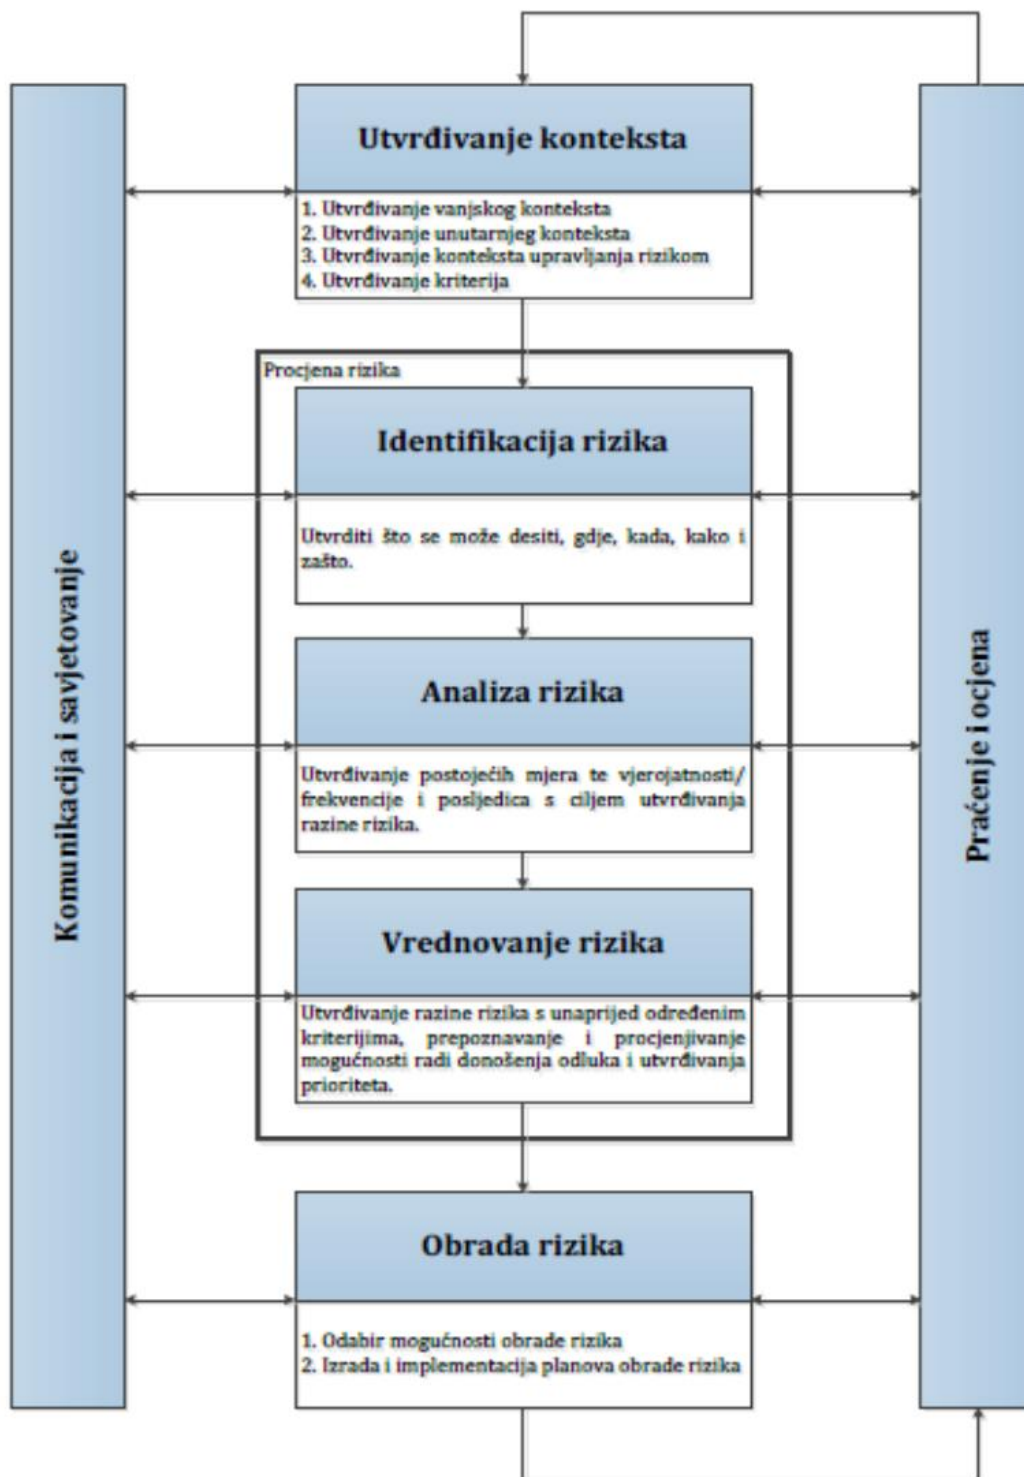 Utvrđivanje konteksta
1. Utvrđivanje vanjskog konteksta
2. Utvrđivanje unutarnjeg konteksta
3. Utvrđivanje konteksta upravljanja rizikom
4. Utvrđivanje kriterija
Procjena rizika
Identifikacija rizika
Utvrditi što se može desiti, gdje, kada, kako i
zašto.
Analiza rizika
Utvrđivanje postojećih mjera te vjerojatnosti/
frekvencije i posljedica s ciljem utvrđivanja
razine rizika.
Vrednovanje rizika
Utvrđivanje razine rizika s unaprijed određenim
kriterijima, prepoznavanje i procjenjivanje
mogućnosti radi donošenja odluka i utvrđivanja
prioriteta.
Obrada rizika
1. Odabir mogućnosti obrade rizika
2. Izrada i implementacija planova obrade rizika
Komunikacija i savjetovanje
Praćenje i ocjena